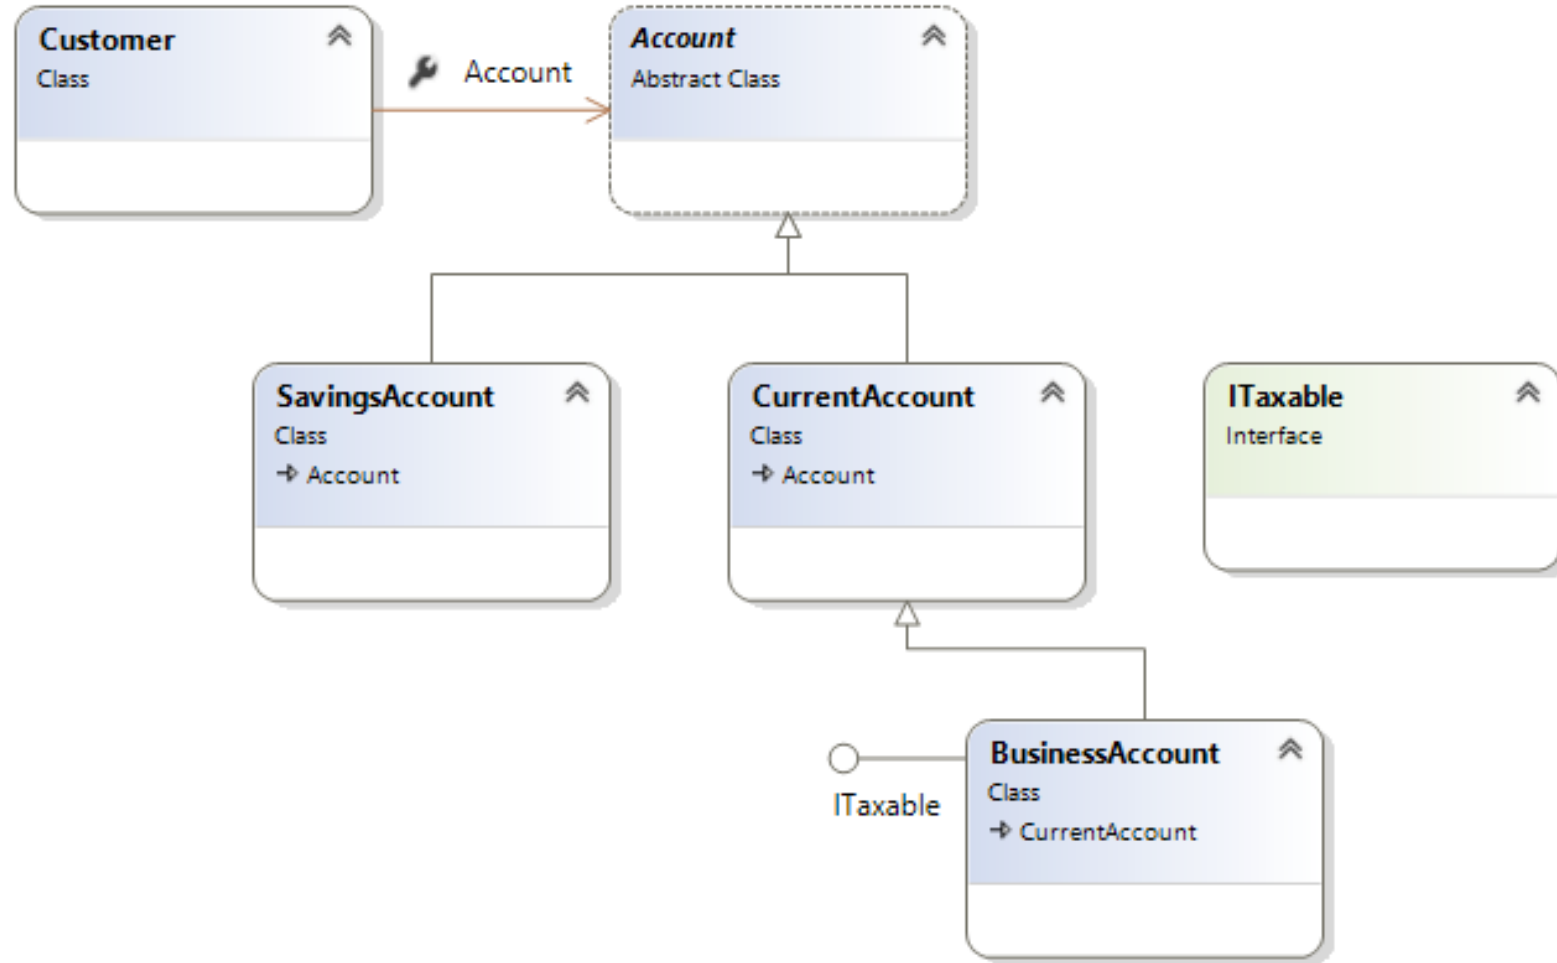 Customer
Class
Account
Account
Abstract Class
SavingsAccount
Class
Account
CurrentAccount
Class
Account
ITaxable
Interface
ITaxable
BusinessAccount
Class
CurrentAccount